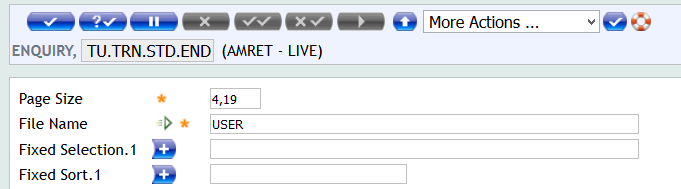 More Actions ...
ENQUIRY, TU.TRN.STD.END (AMRET - LIVE)
Page Size * 4,19
File Name * USER
Fixed Selection.1
Fixed Sort.1